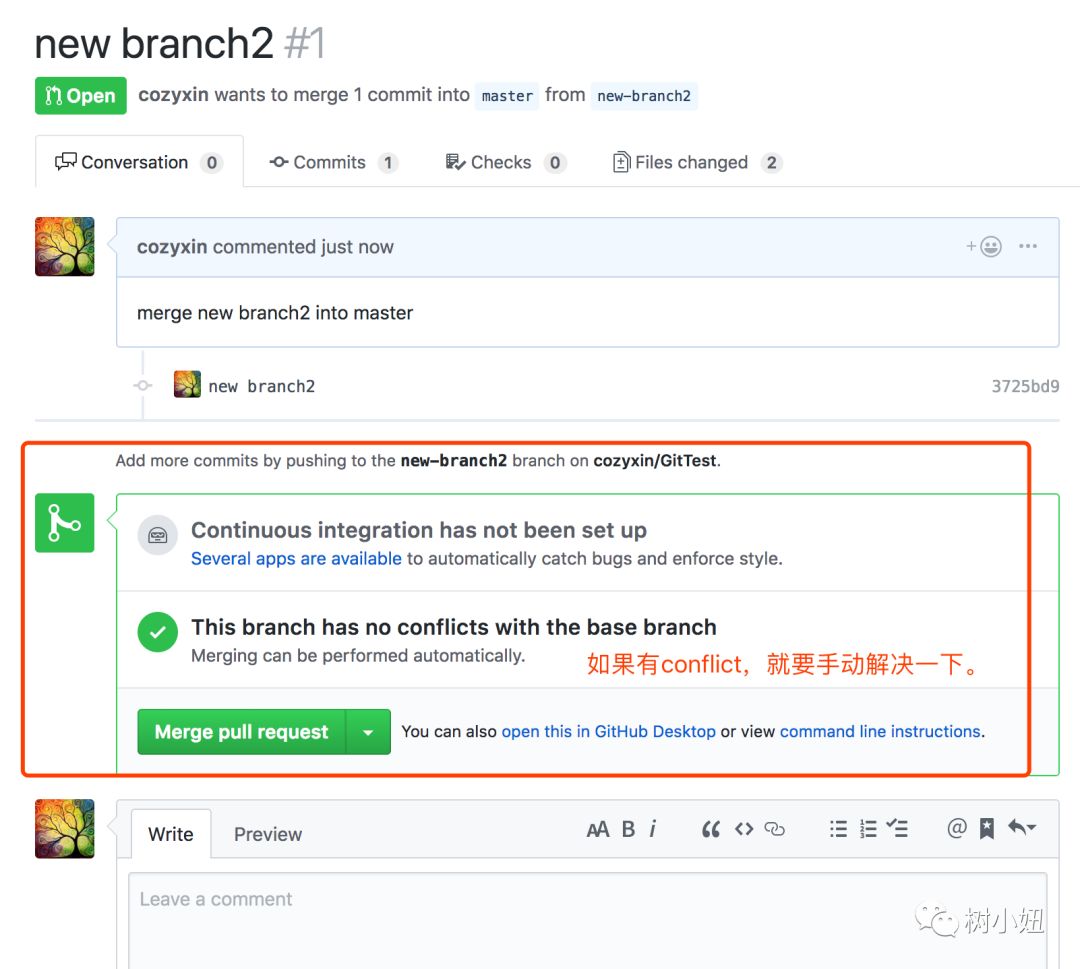 new branch2 #1
Open cozyxin wants to merge 1 commit into master from new-branch2
Conversation 0 Commits 1 Checks 0 Files changed 2
cozyxin commented just now
merge new branch2 into master
new branch2 3725bd9
Add more commits by pushing to the new-branch2 branch on cozyxin/GitTest.
Continuous integration has not been set up
Several apps are available to automatically catch bugs and enforce style.
This branch has no conflicts with the base branch
Merging can be performed automatically.
如果有conflict，就要手动解决一下。
Merge pull request You can also open this in GitHub Desktop or view command line instructions.
Write Preview AA B i
Leave a comment
树小妞